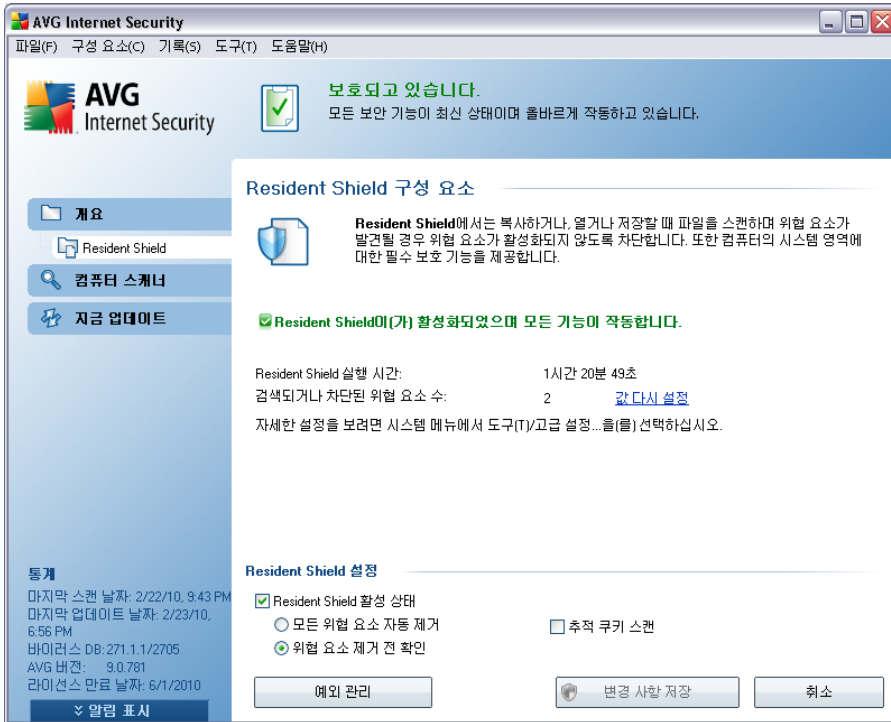 AVG Internet Security
파일(F) 구성 요소(C) 기록(S) 도구(T) 도움말(H)
AVG
Internet Security
보호되고 있습니다.
모든 보안 기능이 최신 상태이며 올바르게 작동하고 있습니다.
개요
Resident Shield
컴퓨터 스캐너
지금 업데이트
Resident Shield 구성 요소
Resident Shield에서는 복사하거나, 열거나 저장할 때 파일을 스캔하며 위협 요소가
발견될 경우 위협 요소가 활성화되지 않도록 차단합니다. 또한 컴퓨터의 시스템 영역에
대한 필수 보호 기능을 제공합니다.
Resident Shield이(가) 활성화되었으며 모든 기능이 작동합니다.
Resident Shield 실행 시간: 1시간 20분 49초
검색되거나 차단된 위협 요소 수: 2 값 다시 설정
자세한 설정을 보려면 시스템 메뉴에서 도구(T)/고급 설정...을(를) 선택하십시오.
통계
마지막 스캔 날짜: 2/22/10, 9:43 PM
마지막 업데이트 날짜: 2/23/10,
6:56 PM
바이러스 DB: 271.1.1/2705
AVG 버전: 9.0.781
라이선스 만료 날짜: 6/1/2010
알림 표시
Resident Shield 설정
Resident Shield 활성 상태
모든 위협 요소 자동 제거
추적 쿠키 스캔
위협 요소 제거 전 확인
예외 관리
변경 사항 저장
취소